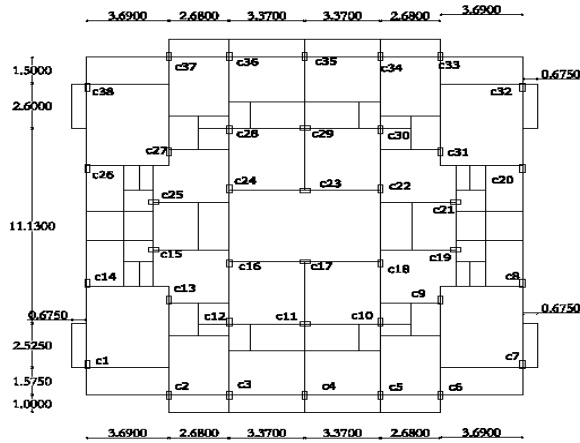 3.6900 2.6800 3.3700 3.3700 2.6800 3.6900
1.5000 c37 c36 c35 c34 c33
0.6750
2.6000 c38 c32
c28 c29 c30
c27 c31
c26 c24 c23 c22 c20
c25 c21
11.1300
c15 c19
c16 c17 c18
c14 c8
c13 c9
0.6750 0.6750
c12 c11 c10
2.5250 c1 c7
1.5750 c2 c3 c4 c5 c6
1.0000
3.6900 2.6800 3.3700 3.3700 2.6800 3.6900